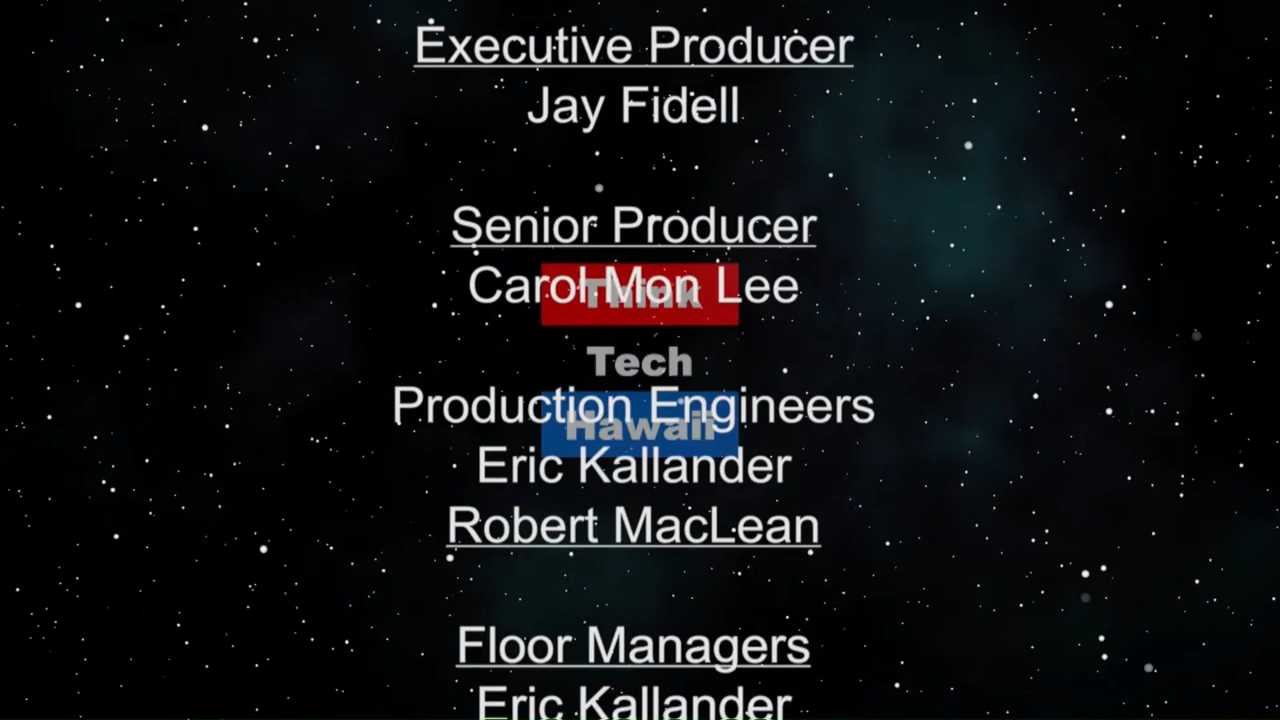 Executive Producer
Jay Fidell
Senior Producer
Carol Mon Lee
Think
Tech
Production Engineers
Hawaii
Eric Kallander
Robert MacLean
Floor Managers
Eric Kallander